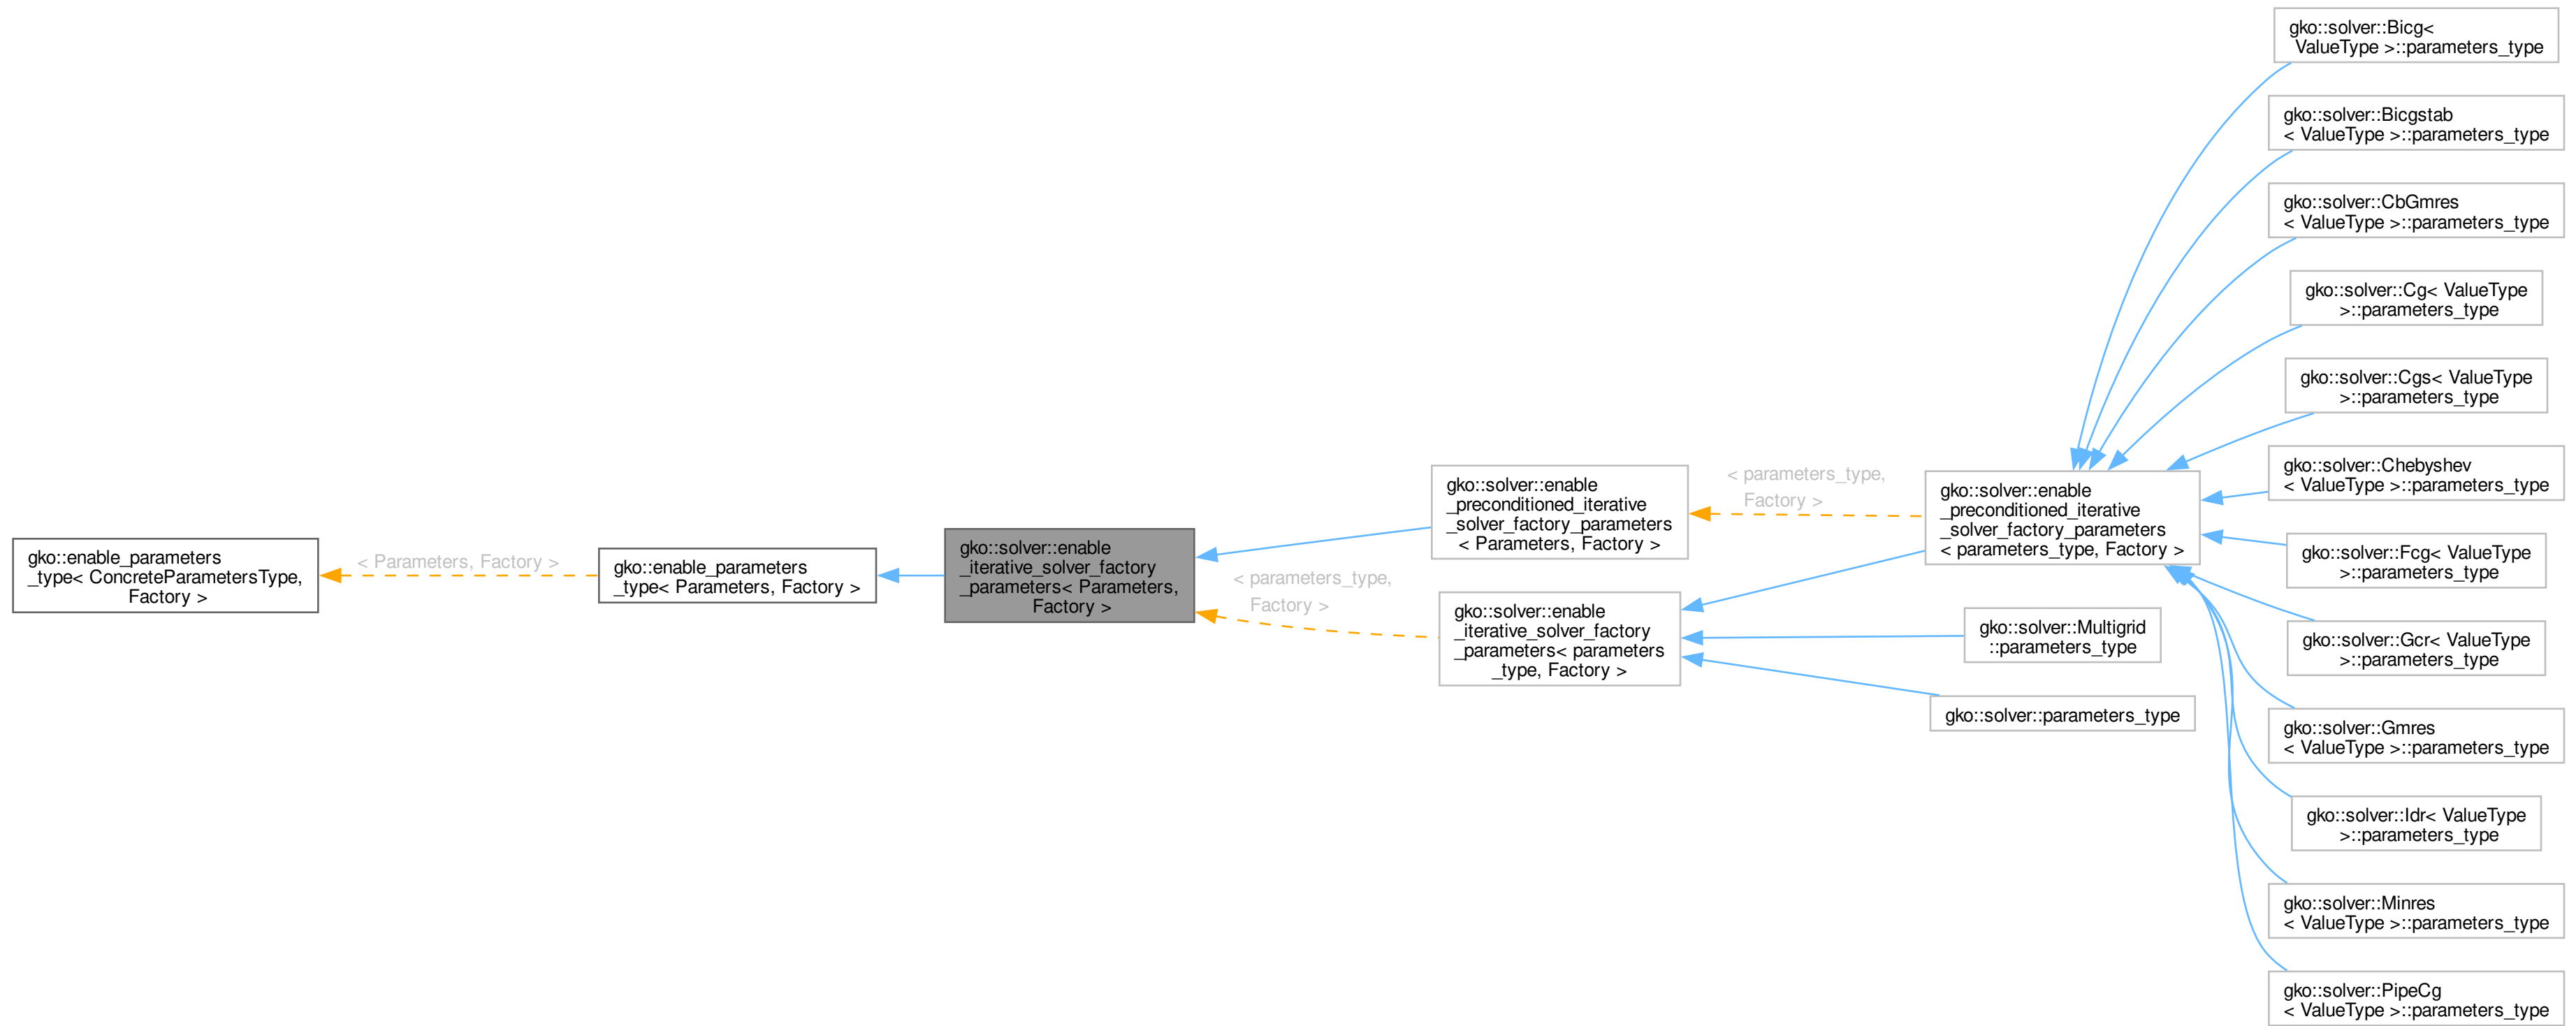 gko::enable_parameters
_type< ConcreteParametersType,
Factory >
< Parameters, Factory >
gko::enable_parameters
_type< Parameters, Factory >
gko::solver::enable
_iterative_solver_factory
_parameters< Parameters,
Factory >
< parameters_type,
Factory >
gko::solver::enable
_preconditioned_iterative
_solver_factory_parameters
< Parameters, Factory >
gko::solver::enable
_iterative_solver_factory
_parameters< parameters
_type, Factory >
< parameters_type,
Factory >
gko::solver::enable
_preconditioned_iterative
_solver_factory_parameters
< parameters_type, Factory >
gko::solver::Multigrid
::parameters_type
gko::solver::parameters_type
gko::solver::Bicg<
ValueType >::parameters_type
gko::solver::Bicgstab
< ValueType >::parameters_type
gko::solver::CbGmres
< ValueType >::parameters_type
gko::solver::Cg< ValueType
>::parameters_type
gko::solver::Cgs< ValueType
>::parameters_type
gko::solver::Chebyshev
< ValueType >::parameters_type
gko::solver::Fcg< ValueType
>::parameters_type
gko::solver::Gcr< ValueType
>::parameters_type
gko::solver::Gmres
< ValueType >::parameters_type
gko::solver::Idr< ValueType
>::parameters_type
gko::solver::Minres
< ValueType >::parameters_type
gko::solver::PipeCg
< ValueType >::parameters_type